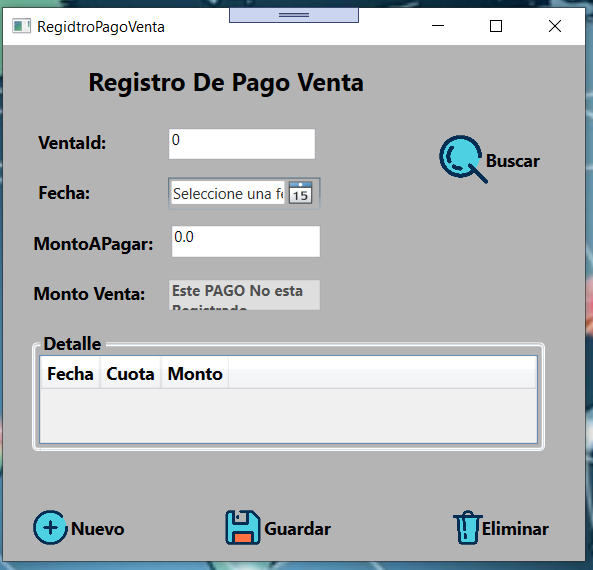 RegidtroPagoVenta
Registro De Pago Venta
VentaId: 0
Buscar
Fecha: Seleccione una fe 15
MontoAPagar: 0.0
Monto Venta: Este PAGO No esta
Registrado
Detalle
Fecha Cuota Monto
Nuevo Guardar Eliminar